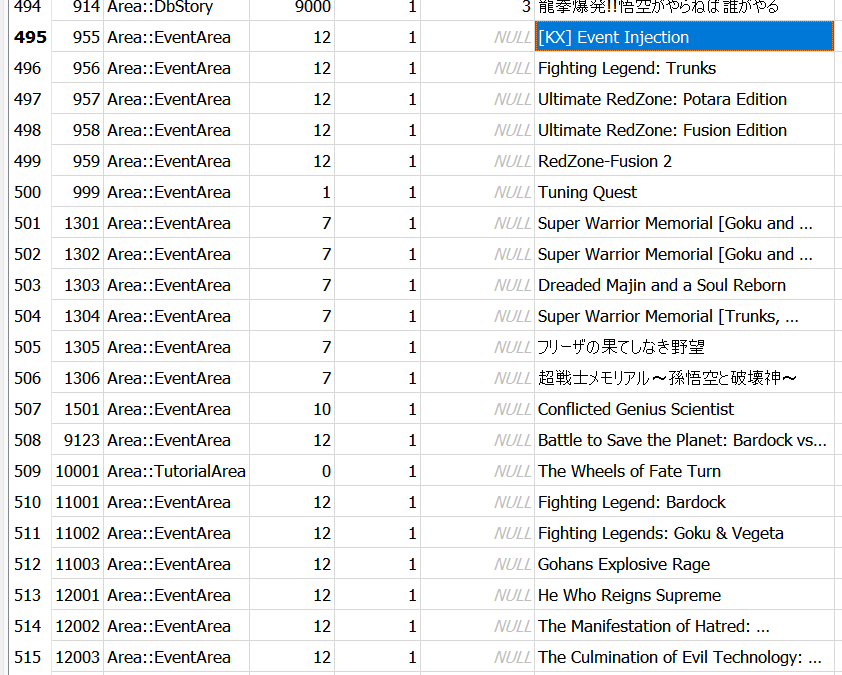 494 914 Area::DbStory 9000 1 3 龍拳爆発!!悟空がやらねば誰がやる
495 955 Area::EventArea 12 1 NULL [KX] Event Injection
496 956 Area::EventArea 12 1 NULL Fighting Legend: Trunks
497 957 Area::EventArea 12 1 NULL Ultimate RedZone: Potara Edition
498 958 Area::EventArea 12 1 NULL Ultimate RedZone: Fusion Edition
499 959 Area::EventArea 12 1 NULL RedZone-Fusion 2
500 999 Area::EventArea 1 1 NULL Tuning Quest
501 1301 Area::EventArea 7 1 NULL Super Warrior Memorial [Goku and ...
502 1302 Area::EventArea 7 1 NULL Super Warrior Memorial [Goku and ...
503 1303 Area::EventArea 7 1 NULL Dreaded Majin and a Soul Reborn
504 1304 Area::EventArea 7 1 NULL Super Warrior Memorial [Trunks, ...
505 1305 Area::EventArea 7 1 NULL フリーザの果てしなき野望
506 1306 Area::EventArea 7 1 NULL 超戦士メモリアル～孫悟空と破壊神～
507 1501 Area::EventArea 10 1 NULL Conflicted Genius Scientist
508 9123 Area::EventArea 12 1 NULL Battle to Save the Planet: Bardock vs...
509 10001 Area::TutorialArea 0 1 NULL The Wheels of Fate Turn
510 11001 Area::EventArea 12 1 NULL Fighting Legend: Bardock
511 11002 Area::EventArea 12 1 NULL Fighting Legends: Goku & Vegeta
512 11003 Area::EventArea 12 1 NULL Gohans Explosive Rage
513 12001 Area::EventArea 12 1 NULL He Who Reigns Supreme
514 12002 Area::EventArea 12 1 NULL The Manifestation of Hatred: ...
515 12003 Area::EventArea 12 1 NULL The Culmination of Evil Technology: ...